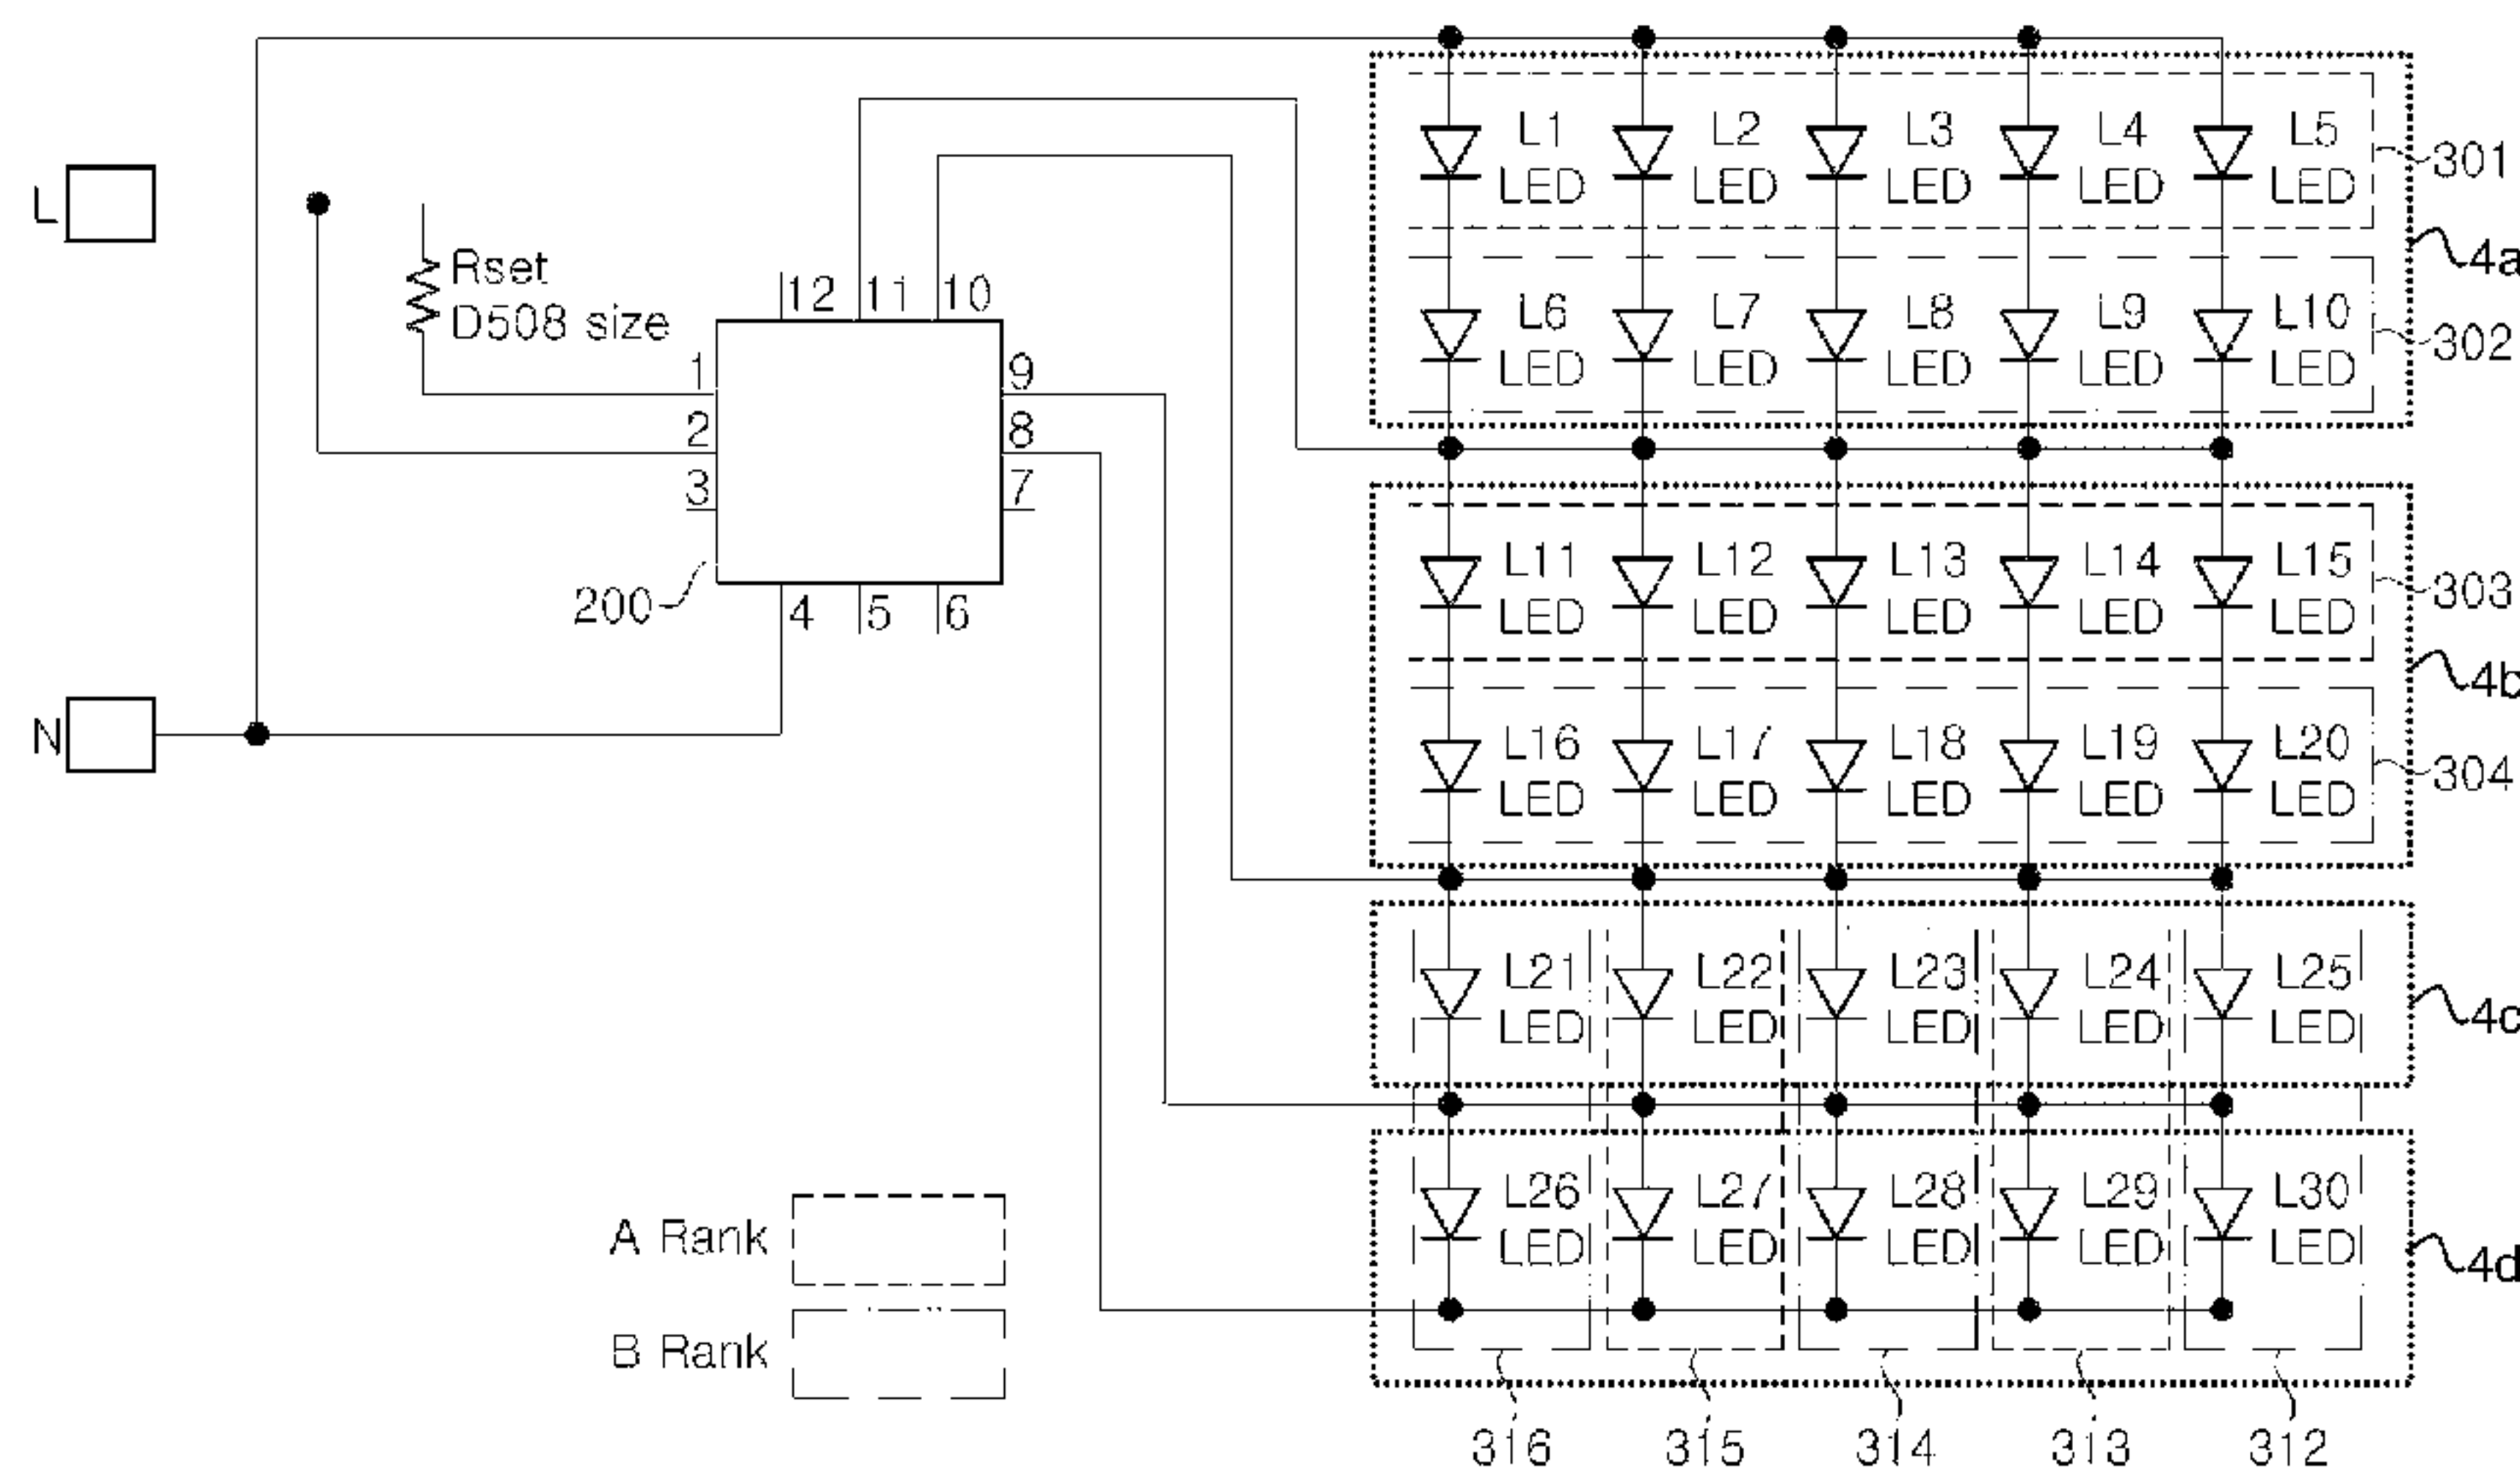 L
N
Rset
D508 size
12
11
10
1
2
3
9
8
7
4
5
6
200
L1
LED
L2
LED
L3
LED
L4
LED
L5
LED
301
4a
L6
LED
L7
LED
L8
LED
L9
LED
L10
LED
302
L11
LED
L12
LED
L13
LED
L14
LED
L15
LED
303
4b
L16
LED
L17
LED
L18
LED
L19
LED
L20
LED
304
L21
LED
L22
LED
L23
LED
L24
LED
L25
LED
4c
L26
LED
L27
LED
L28
LED
L29
LED
L30
LED
4d
A Rank
B Rank
316
315
314
313
312